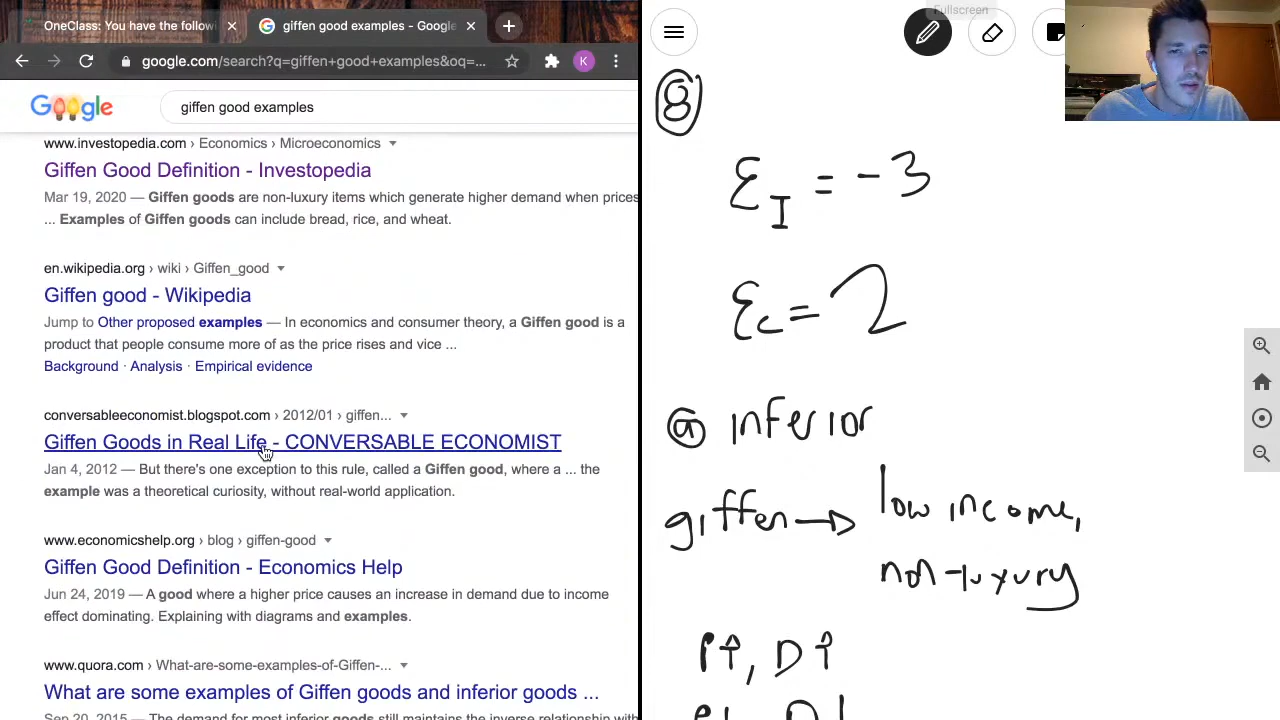 OneClass: You have the follow
giffen good examples - Google
google.com/search?q=giffen+good+examples&oq=...
K
Google
giffen good examples
www.investopedia.com › Economics › Microeconomics
Giffen Good Definition - Investopedia
Mar 19, 2020 — Giffen goods are non-luxury items which generate higher demand when prices
... Examples of Giffen goods can include bread, rice, and wheat.
en.wikipedia.org › wiki › Giffen_good
Giffen good - Wikipedia
Jump to Other proposed examples — In economics and consumer theory, a Giffen good is a
product that people consume more of as the price rises and vice ...
Background · Analysis · Empirical evidence
conversableeconomist.blogspot.com › 2012/01 › giffen...
Giffen Goods in Real Life - CONVERSABLE ECONOMIST
Jan 4, 2012 — But there's one exception to this rule, called a Giffen good, where a ... the
example was a theoretical curiosity, without real-world application.
www.economicshelp.org › blog › giffen-good
Giffen Good Definition - Economics Help
Jun 24, 2019 — A good where a higher price causes an increase in demand due to income
effect dominating. Explaining with diagrams and examples.
www.quora.com › What-are-some-examples-of-Giffen-...
What are some examples of Giffen goods and inferior goods ...
Sep 20, 2015 — The demand for most inferior goods still maintains the inverse relationship with
Fullscreen
8
ℰI = -3
ℰc = 2
a inferior
giffen → low income,
non-luxury
P↑, D↑
P↓, D↓